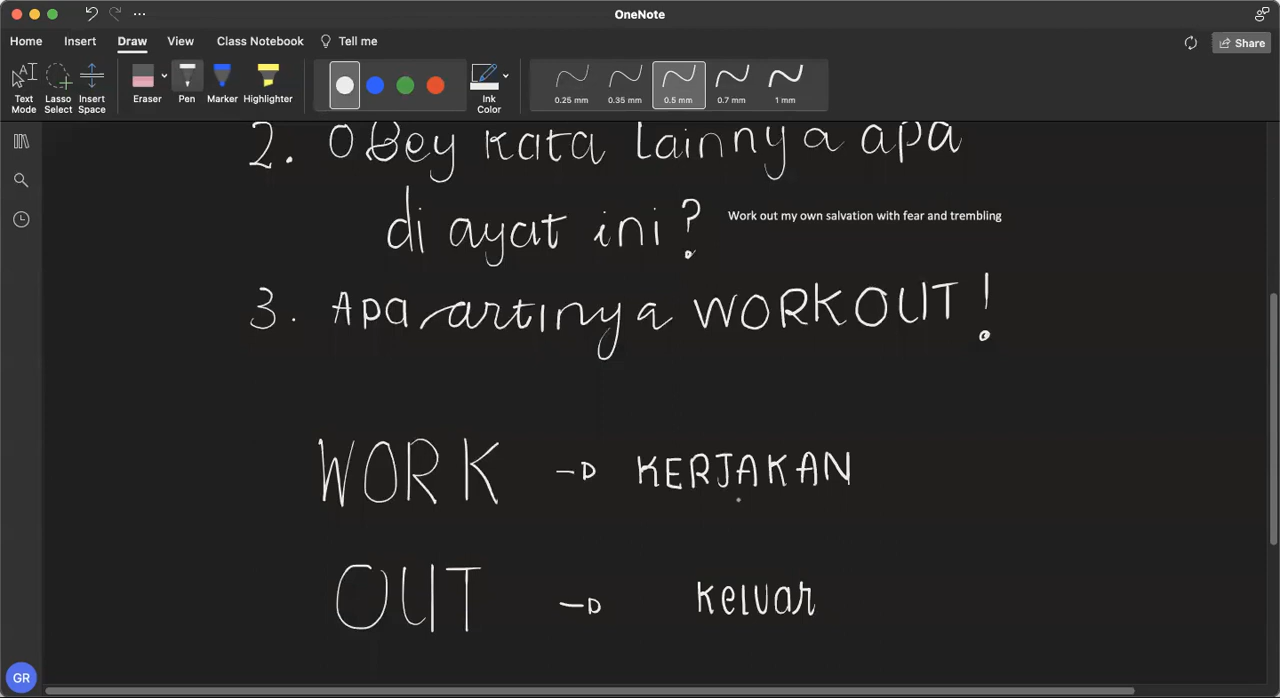 OneNote
Home Insert Draw View Class Notebook Tell me
Share
Text Mode
Lasso Select
Insert Space
Eraser
Pen
Marker
Highlighter
Ink Color
0.25 mm
0.35 mm
0.5 mm
0.7 mm
1 mm
2. Obey kata lainnya apa
di ayat ini?
Work out my own salvation with fear and trembling
3. Apa artinya WORKOUT!
WORK → KERJAKAN
OUT → Keluar
GR